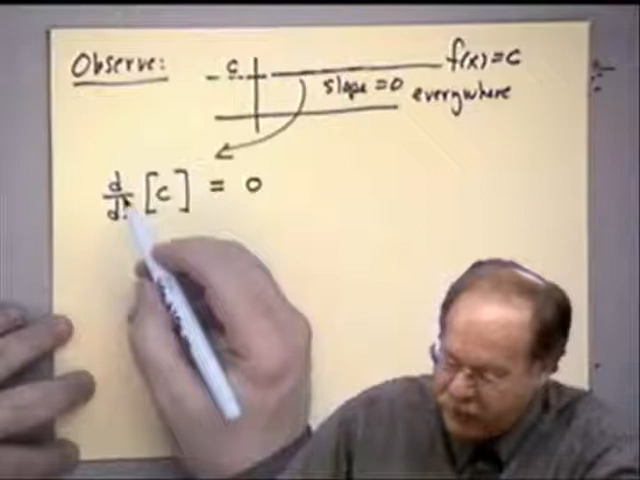 Observe:
c
f(x)=c
slope=0 everywhere
d/d [c] = 0